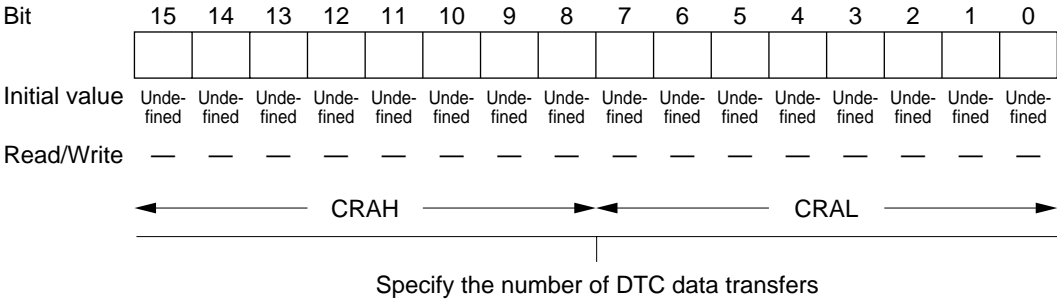 Bit 15 14 13 12 11 10 9 8 7 6 5 4 3 2 1 0
Initial value Unde- Unde- Unde- Unde- Unde- Unde- Unde- Unde- Unde- Unde- Unde- Unde- Unde- Unde- Unde- Unde-
fined fined fined fined fined fined fined fined fined fined fined fined fined fined fined fined
Read/Write — — — — — — — — — — — — — — — —
CRAH CRAL
Specify the number of DTC data transfers